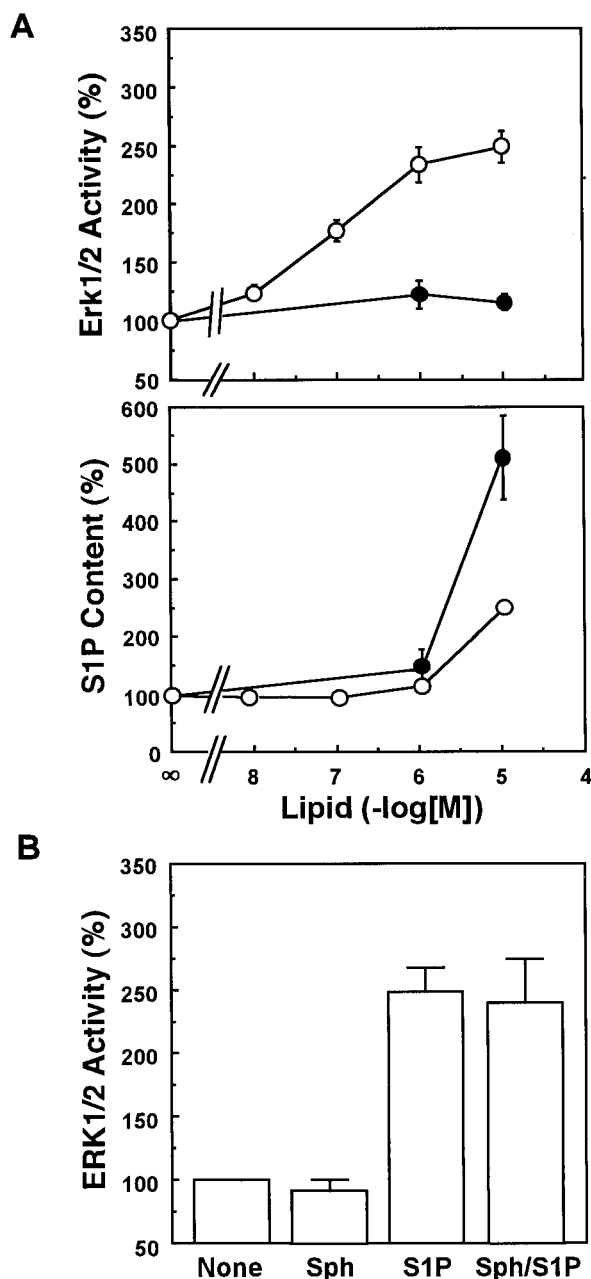 A
350
300
250
200
150
100
50
Erk1/2 Activity (%)
600
500
400
300
250
200
150
100
0
S1P Content (%)
∞ 8 7 6 5 4
Lipid (-log[M])
B
350
300
250
200
150
100
50
ERK1/2 Activity (%)
None Sph S1P Sph/S1P